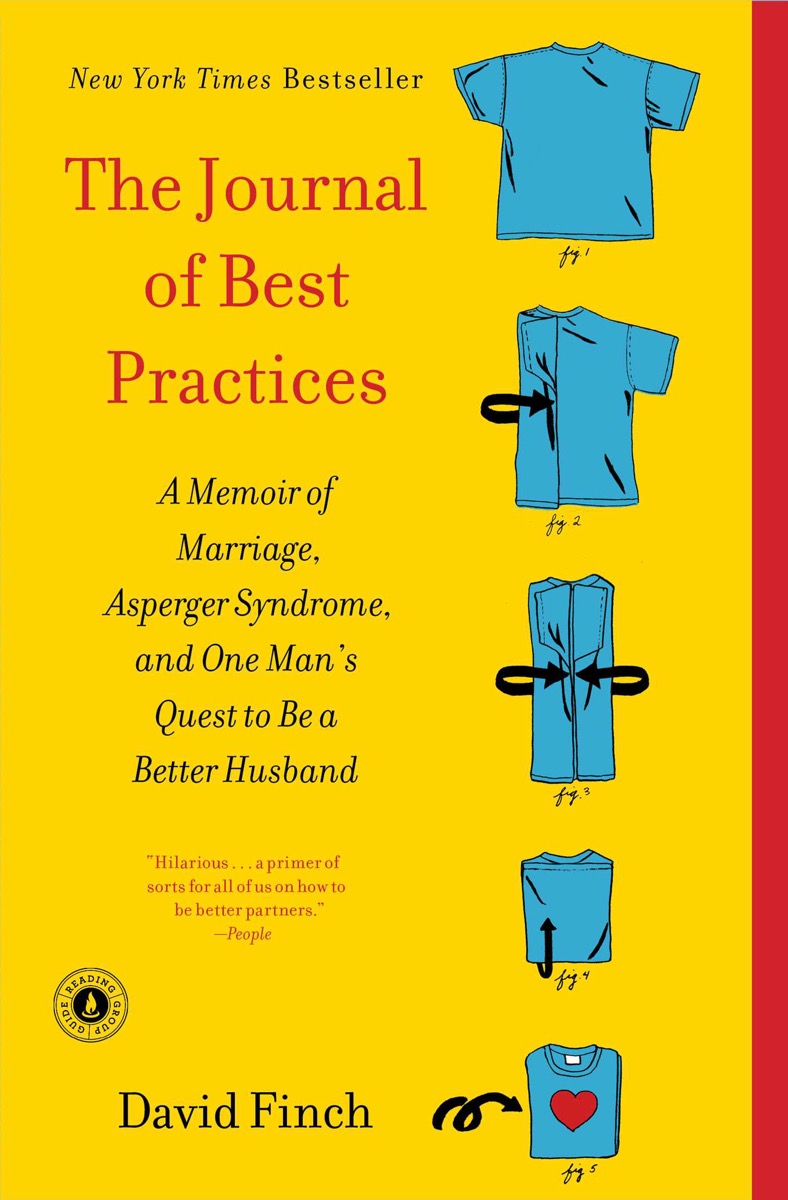 New York Times Bestseller
The Journal
of Best
Practices
A Memoir of
Marriage,
Asperger Syndrome,
and One Man's
Quest to Be a
Better Husband
"Hilarious . . . a primer of
sorts for all of us on how to
be better partners."
—People
READING GROUP GUIDE
David Finch
fig. 1
fig. 2
fig. 3
fig. 4
fig 5